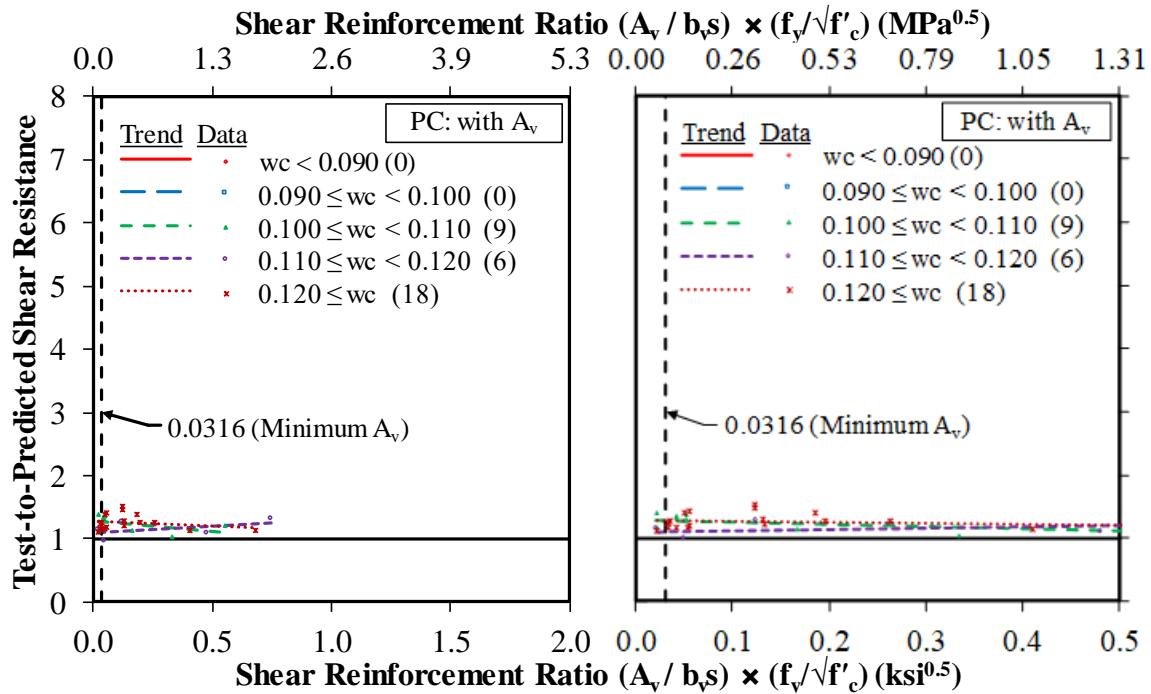 Shear Reinforcement Ratio (Av / bvs) × (fy/√f′c) (MPa0.5)
0.0 1.3 2.6 3.9 5.3
0.00 0.26 0.53 0.79 1.05 1.31
Test-to-Predicted Shear Resistance
8
7
6
5
4
3
2
1
0
PC: with Av
Trend Data
wc < 0.090 (0)
0.090 ≤ wc < 0.100 (0)
0.100 ≤ wc < 0.110 (9)
0.110 ≤ wc < 0.120 (6)
0.120 ≤ wc (18)
0.0316 (Minimum Av)
0.0 0.5 1.0 1.5 2.0
PC: with Av
Trend Data
wc < 0.090 (0)
0.090 ≤ wc < 0.100 (0)
0.100 ≤ wc < 0.110 (9)
0.110 ≤ wc < 0.120 (6)
0.120 ≤ wc (18)
0.0316 (Minimum Av)
0.0 0.1 0.2 0.3 0.4 0.5
Shear Reinforcement Ratio (Av / bvs) × (fy/√f′c) (ksi0.5)